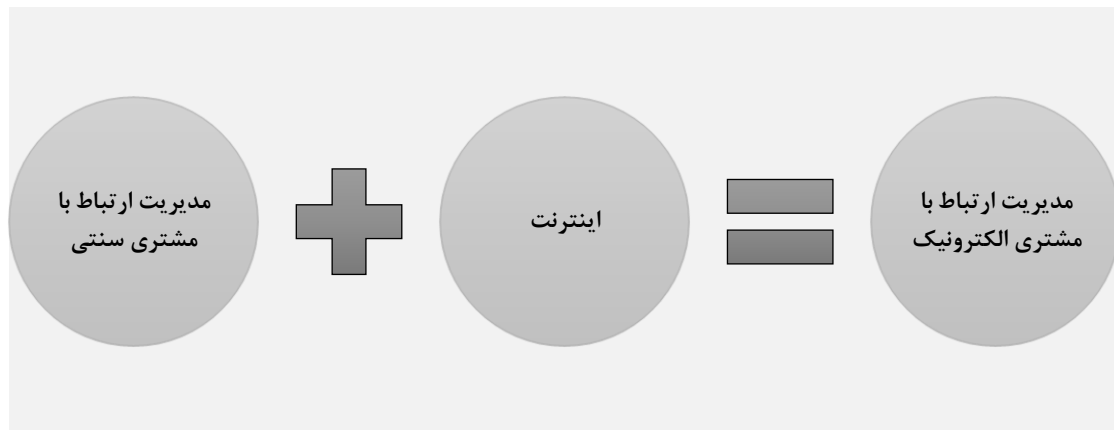 مدیریت ارتباط با
مشتری سنتی
اینترنت
مدیریت ارتباط با
مشتری الکترونیک